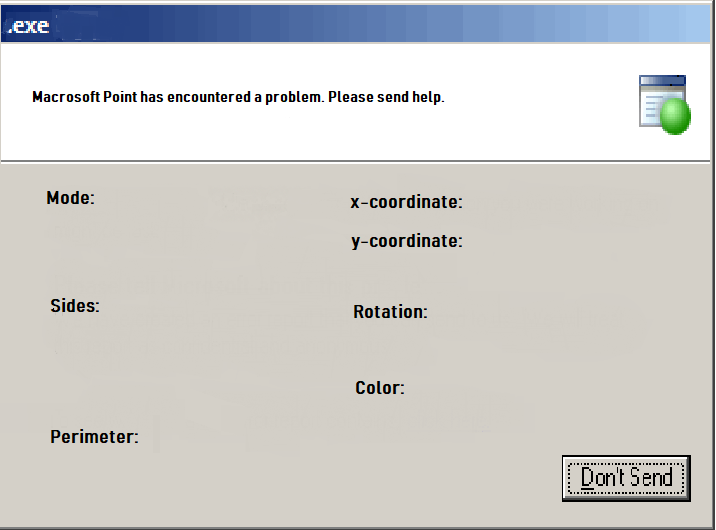 .exe
Macrosoft Point has encountered a problem. Please send help.
Mode:
x-coordinate:
y-coordinate:
Sides:
Rotation:
Color:
Perimeter:
Don't Send